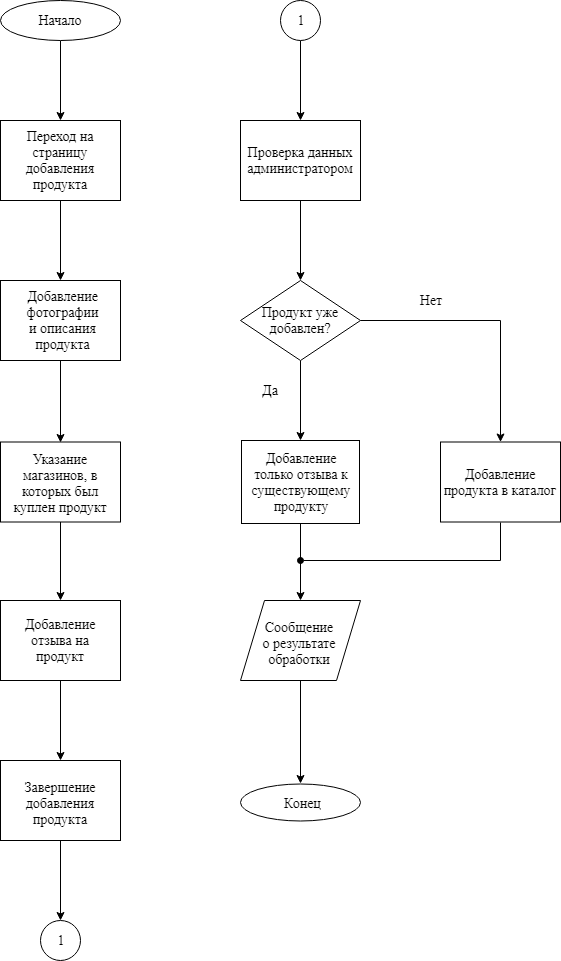 Начало
Переход на
страницу
добавления
продукта
Добавление
фотографии
и описания
продукта
Указание
магазинов, в
которых был
куплен продукт
Добавление
отзыва на
продукт
Завершение
добавления
продукта
1
1
Проверка данных
администратором
Продукт уже
добавлен?
Нет
Да
Добавление
только отзыва к
существующему
продукту
Добавление
продукта в каталог
Сообщение
о результате
обработки
Конец